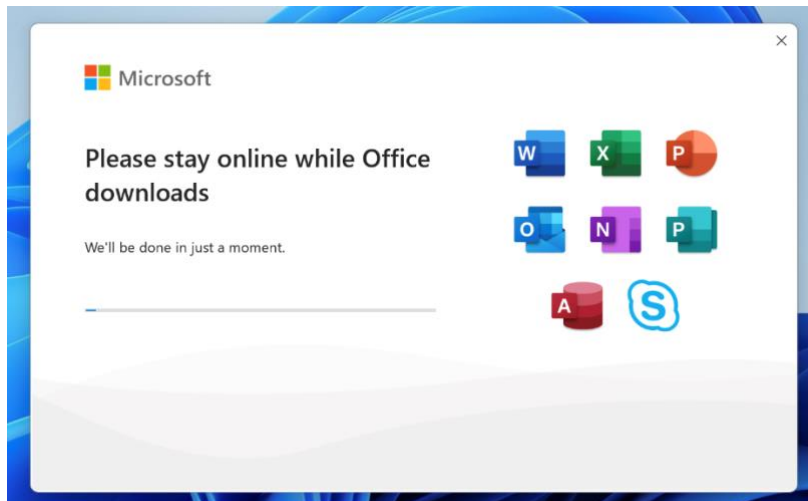 Microsoft
Please stay online while Office
downloads
We'll be done in just a moment.
W X P
O N P
A S